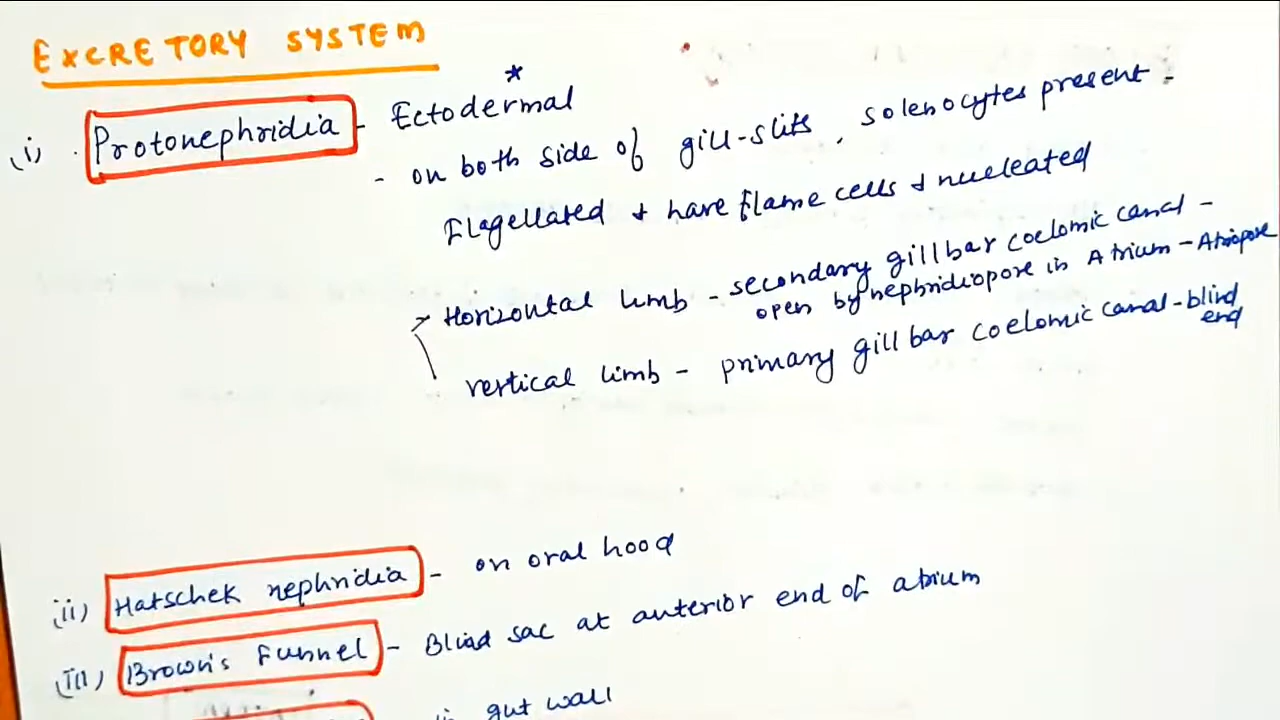 EXCRETORY SYSTEM
(i) . Protonephridia - Ectodermal *
- on both side of gill-slits , solenocytes present -
Flagellated & have flame cells & nucleated
Horizontal limb - secondary gill bar coelomic canal -
open by nephridiopore in Atrium - Atriopore
vertical limb - primary gill bar coelomic canal - blind
end
(ii) Hatschek nephridia - on oral hood
(III) Brown's Funnel - Blind sac at anterior end of atrium
gut wall